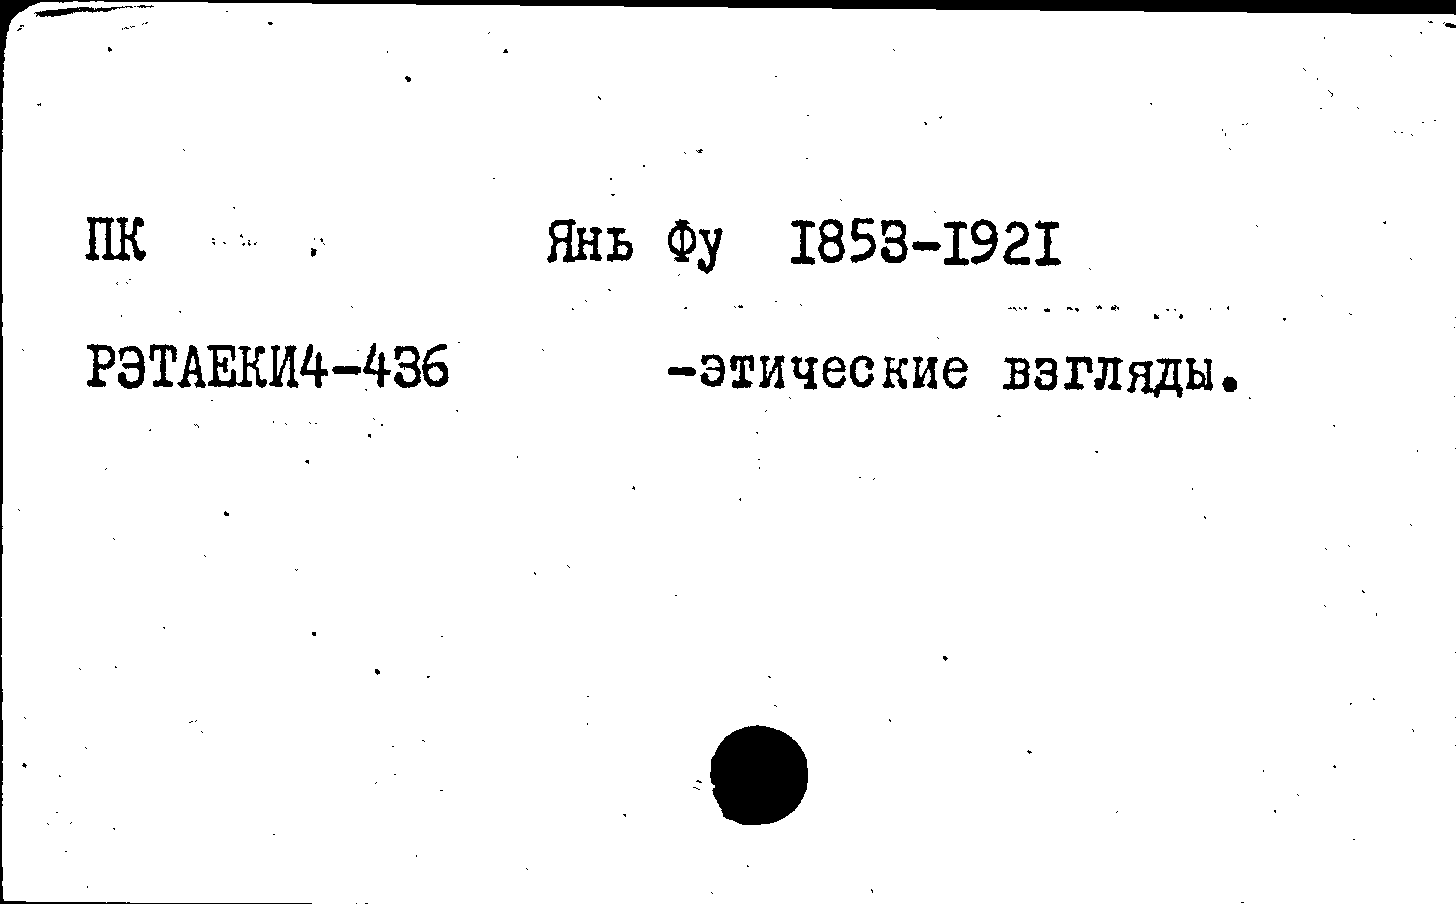 ПК Янь Фу 1853-1921
РЭТАЕКИ4-436 -этические взгляды.